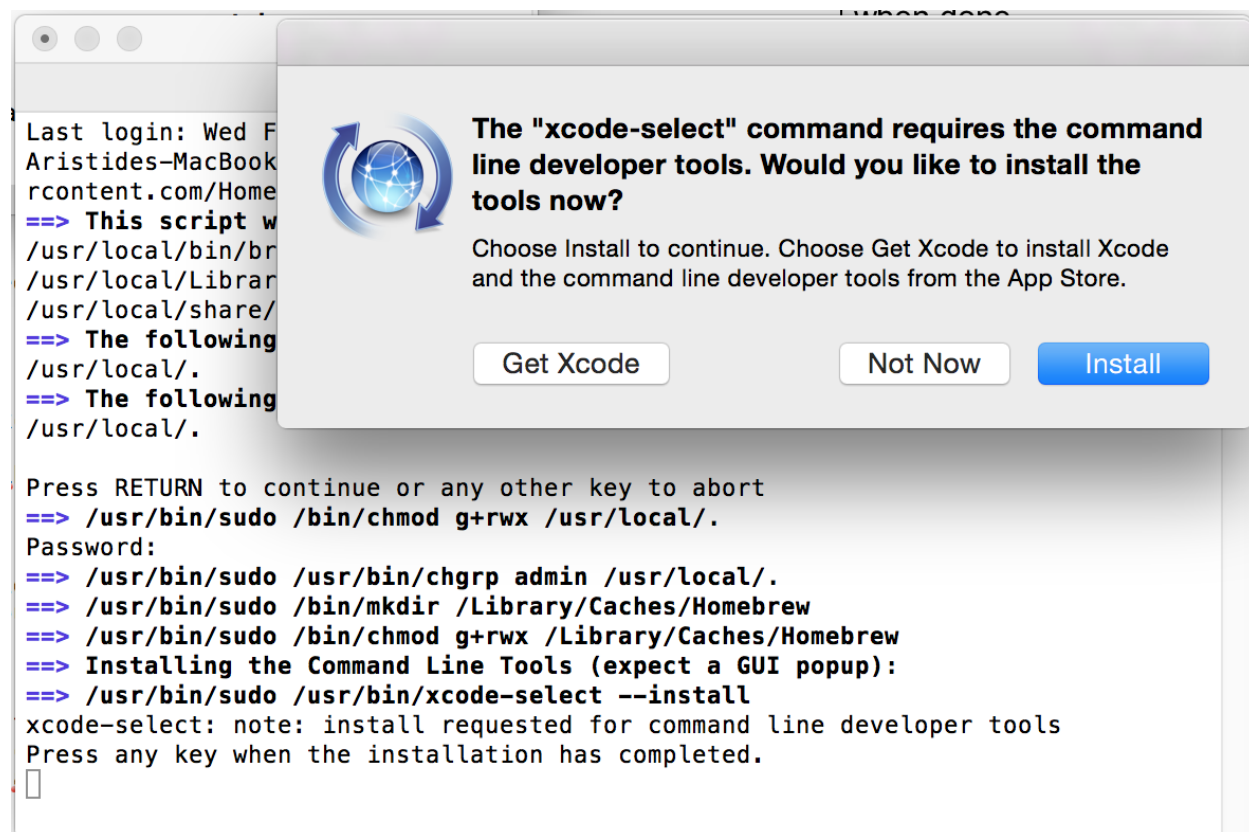 when done
The "xcode-select" command requires the command
line developer tools. Would you like to install the
tools now?
Choose Install to continue. Choose Get Xcode to install Xcode
and the command line developer tools from the App Store.
Get Xcode
Not Now
Install
Last login: Wed F
Aristides-MacBook
rcontent.com/Home
==> This script w
/usr/local/bin/br
/usr/local/Librar
/usr/local/share/
==> The following
/usr/local/.
==> The following
/usr/local/.
Press RETURN to continue or any other key to abort
==> /usr/bin/sudo /bin/chmod g+rwx /usr/local/.
Password:
==> /usr/bin/sudo /usr/bin/chgrp admin /usr/local/.
==> /usr/bin/sudo /bin/mkdir /Library/Caches/Homebrew
==> /usr/bin/sudo /bin/chmod g+rwx /Library/Caches/Homebrew
==> Installing the Command Line Tools (expect a GUI popup):
==> /usr/bin/sudo /usr/bin/xcode-select --install
xcode-select: note: install requested for command line developer tools
Press any key when the installation has completed.